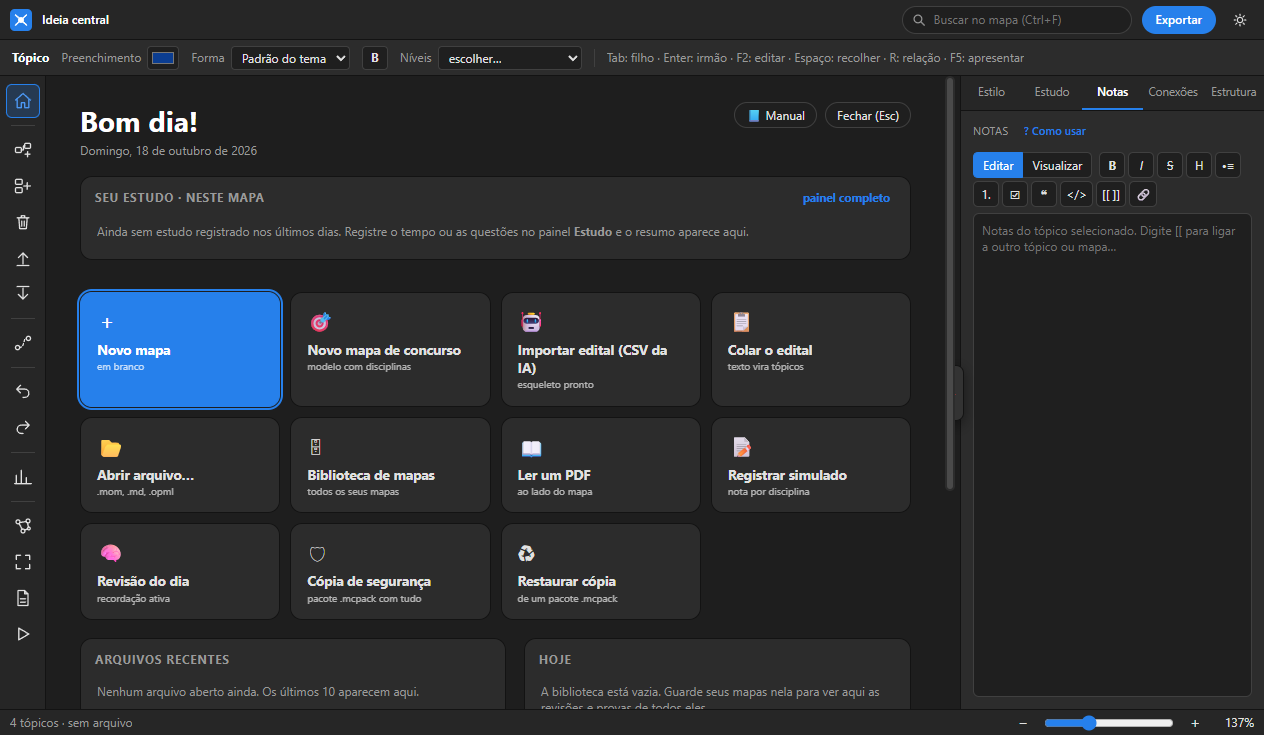 Ideia central
Buscar no mapa (Ctrl+F)
Exportar
Tópico
Preenchimento
Forma
Padrão do tema
B
Níveis
escolher...
Tab: filho · Enter: irmão · F2: editar · Espaço: recolher · R: relação · F5: apresentar
Bom dia!
Domingo, 18 de outubro de 2026
Manual
Fechar (Esc)
SEU ESTUDO · NESTE MAPA
painel completo
Ainda sem estudo registrado nos últimos dias. Registre o tempo ou as questões no painel Estudo e o resumo aparece aqui.
+
Novo mapa
em branco
Novo mapa de concurso
modelo com disciplinas
Importar edital (CSV da
IA)
esqueleto pronto
Colar o edital
texto vira tópicos
Abrir arquivo...
.mom, .md, .opml
Biblioteca de mapas
todos os seus mapas
Ler um PDF
ao lado do mapa
Registrar simulado
nota por disciplina
Revisão do dia
recordação ativa
Cópia de segurança
pacote .mcpack com tudo
Restaurar cópia
de um pacote .mcpack
ARQUIVOS RECENTES
Nenhum arquivo aberto ainda. Os últimos 10 aparecem aqui.
HOJE
A biblioteca está vazia. Guarde seus mapas nela para ver aqui as
revisões e provas de todos eles.
Estilo
Estudo
Notas
Conexões
Estrutura
NOTAS
? Como usar
Editar
Visualizar
B
I
S
H
•≡
1.
☑
❝
</>
[[ ]]
Notas do tópico selecionado. Digite [[ para ligar
a outro tópico ou mapa...
4 tópicos · sem arquivo
−
+
137%